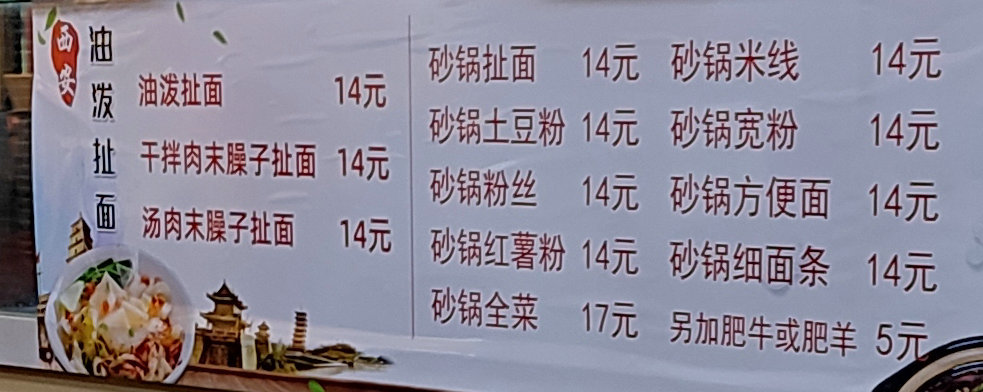 西安
油泼扯面
油泼扯面 14元
干拌肉末臊子扯面 14元
汤肉末臊子扯面 14元
砂锅扯面 14元
砂锅土豆粉 14元
砂锅粉丝 14元
砂锅红薯粉 14元
砂锅全菜 17元
砂锅米线 14元
砂锅宽粉 14元
砂锅方便面 14元
砂锅细面条 14元
另加肥牛或肥羊 5元